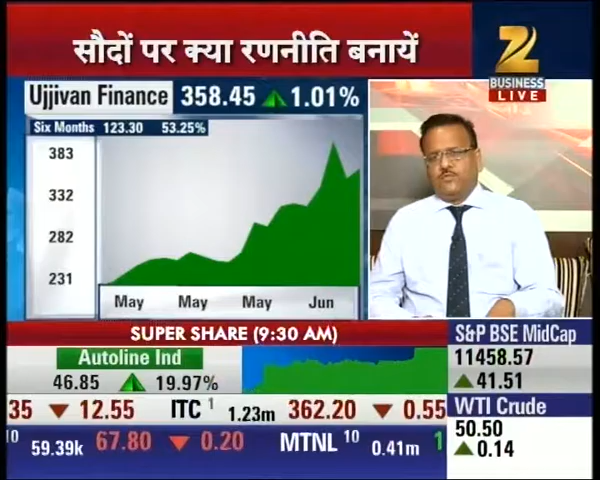 सौदों पर क्या रणनीति बनायें
Z
BUSINESS
LIVE
Ujjivan Finance 358.45 1.01%
Six Months 123.30 53.25%
383
332
282
231
May May May Jun
SUPER SHARE (9:30 AM)
Autoline Ind
46.85 19.97%
S&P BSE MidCap
11458.57
41.51
WTI Crude
50.50
0.14
35 12.55 ITC 1 1.23m 362.20 0.55
10 59.39k 67.80 0.20 MTNL 10 0.41m 1